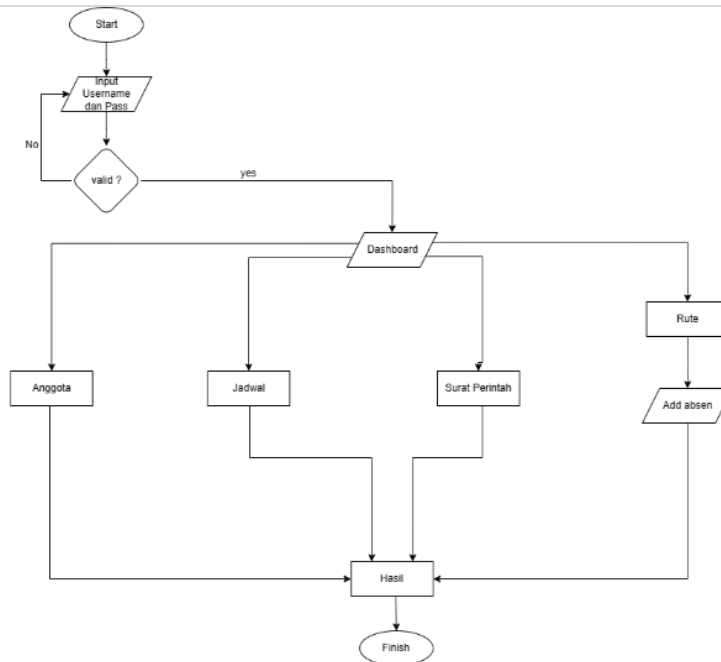 Start
Input
Username
dan Pass
No
valid ?
yes
Dashboard
Rute
Anggota
Jadwal
Surat Perintah
Add absen
Hasil
Finish